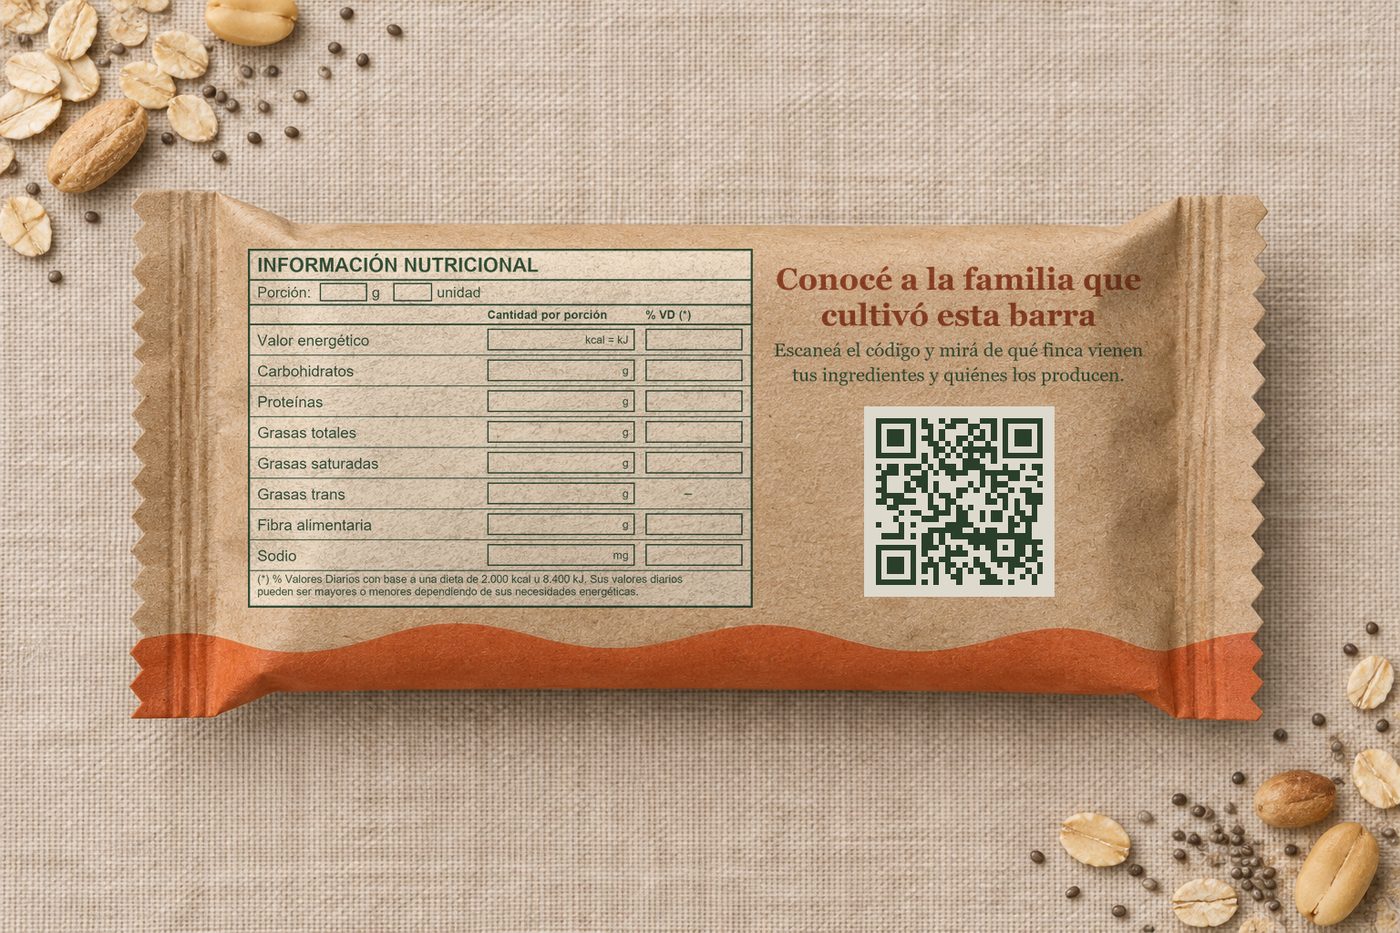 INFORMACIÓN NUTRICIONAL
Porción: g unidad
Cantidad por porción % VD (*)
Valor energético kcal = kJ
Carbohidratos g
Proteínas g
Grasas totales g
Grasas saturadas g
Grasas trans g –
Fibra alimentaria g
Sodio mg
(*) % Valores Diarios con base a una dieta de 2.000 kcal u 8.400 kJ. Sus valores diarios
pueden ser mayores o menores dependiendo de sus necesidades energéticas.
Conocé a la familia que
cultivó esta barra
Escaneá el código y mirá de qué finca vienen
tus ingredientes y quiénes los producen.